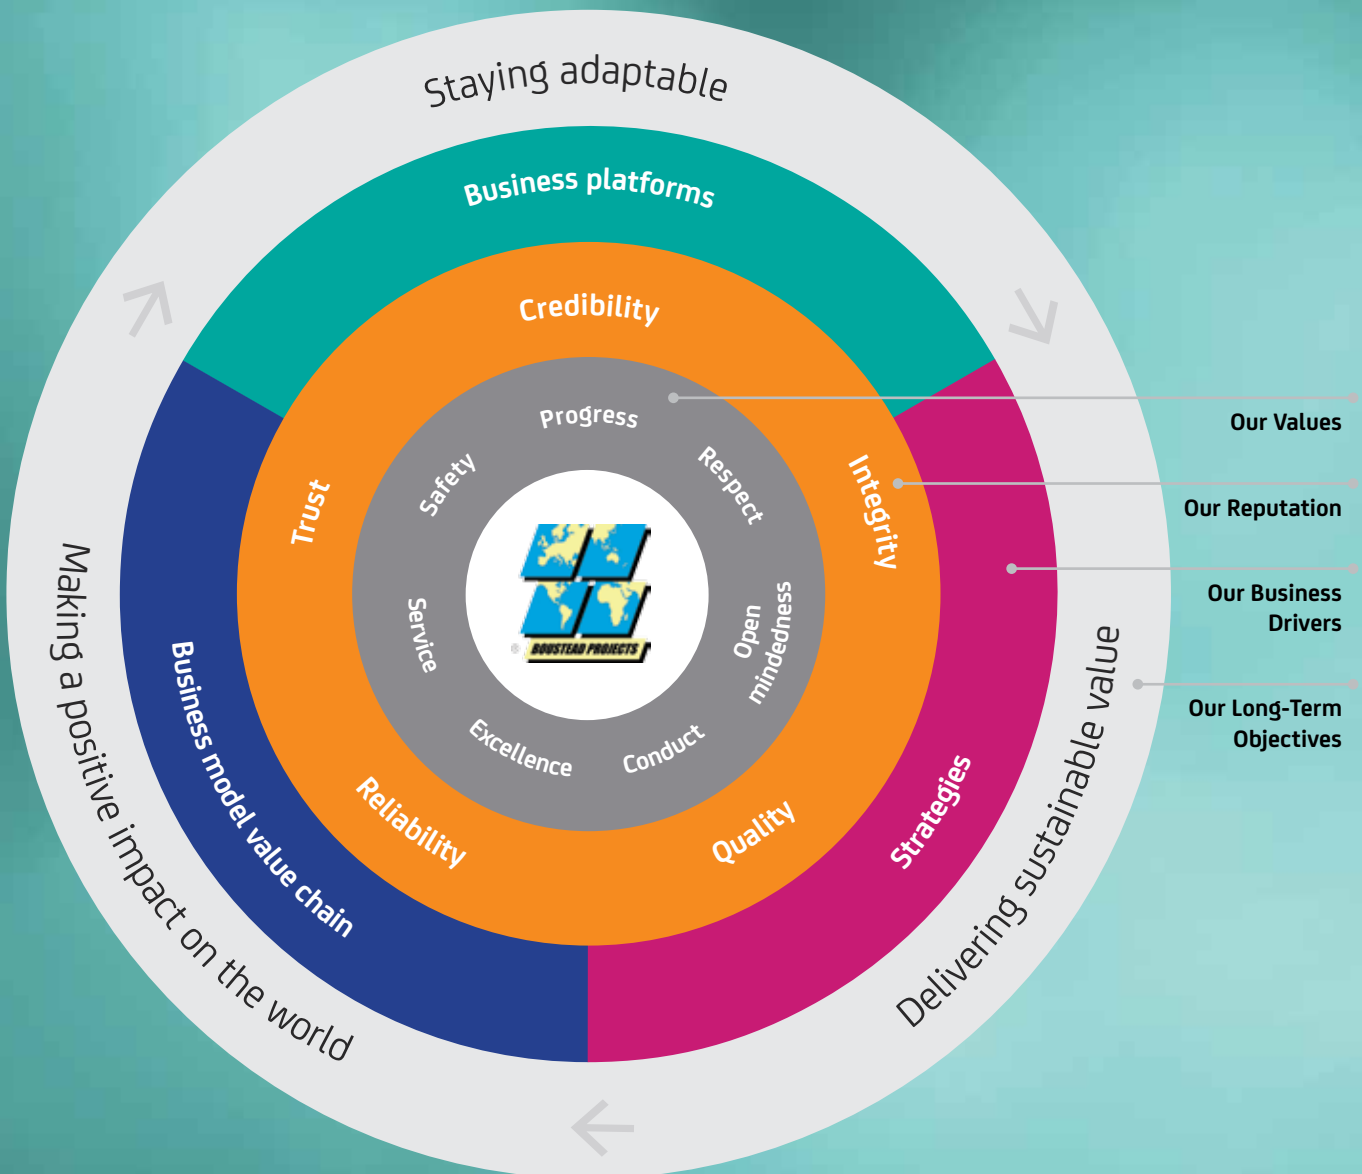 Staying adaptable
Business platforms
Credibility
Progress
Respect
Safety
Integrity
Trust
Open
mindedness
Service
BOUSTEAD PROJECTS
Conduct
Excellence
Quality
Reliability
Strategies
Business model value chain
Delivering sustainable value
Making a positive impact on the world
Our Values
Our Reputation
Our Business
Drivers
Our Long-Term
Objectives